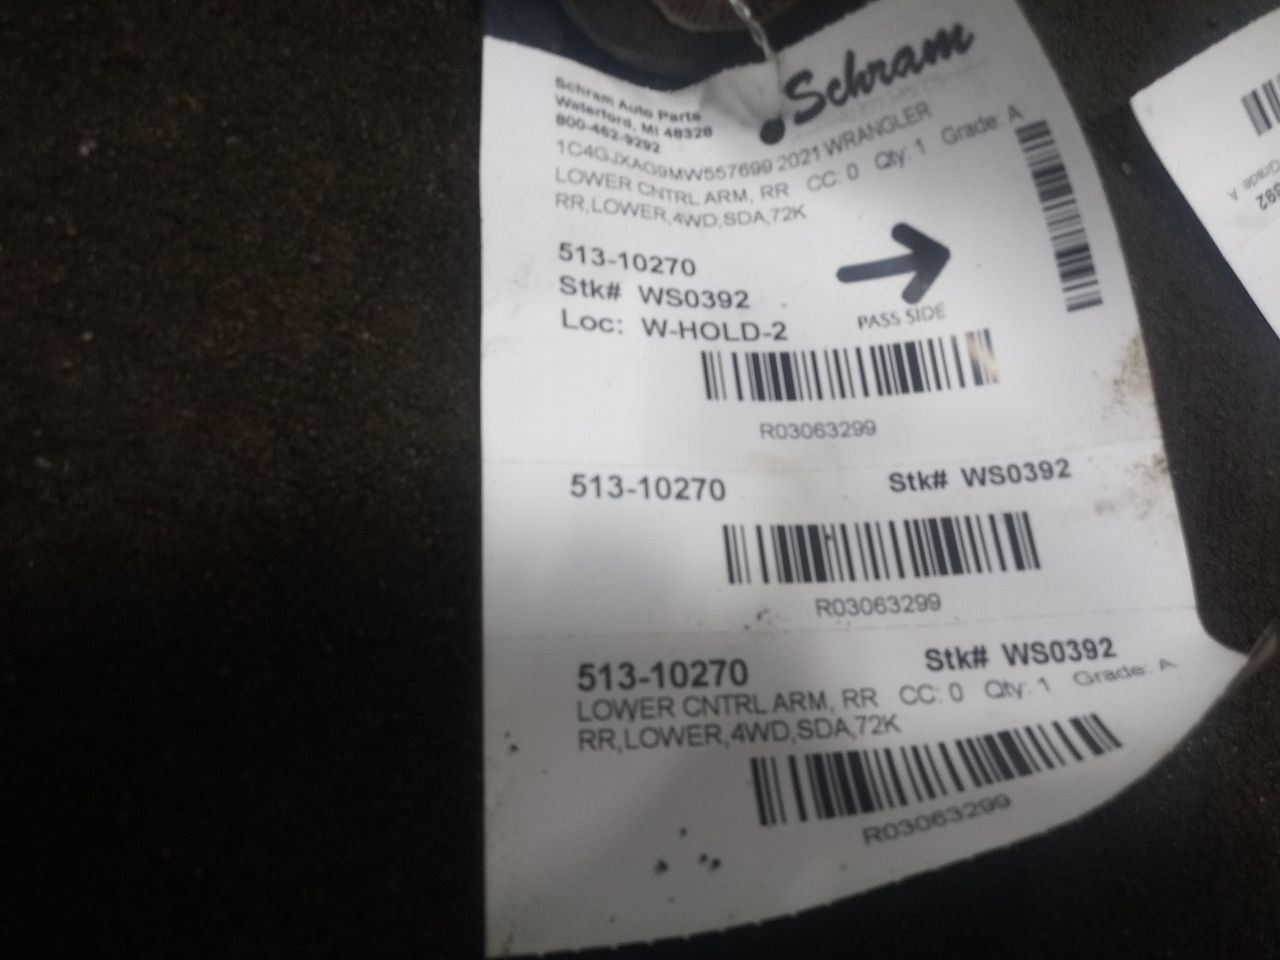 Schram
Schram Auto Parts
Waterford, MI 48328
800-462-9292
1C4GJXAG9MW557699 2021 WRANGLER
LOWER CNTRL ARM, RR CC: 0 Qty: 1 Grade: A
RR,LOWER,4WD,SDA,72K
513-10270
Stk# WS0392
Loc: W-HOLD-2
PASS SIDE
R03063299
513-10270 Stk# WS0392
R03063299
513-10270 Stk# WS0392
LOWER CNTRL ARM, RR CC: 0 Qty: 1 Grade: A
RR,LOWER,4WD,SDA,72K
R03063299
Grade: A
0392